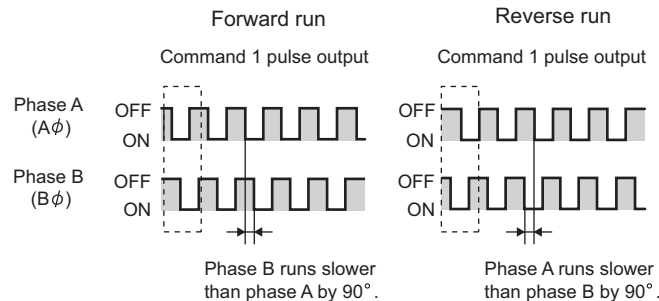 Forward run
Reverse run
Command 1 pulse output
Command 1 pulse output
Phase A
(Aϕ)
OFF
ON
OFF
ON
Phase B
(Bϕ)
OFF
ON
OFF
ON
Phase B runs slower
than phase A by 90°.
Phase A runs slower
than phase B by 90°.